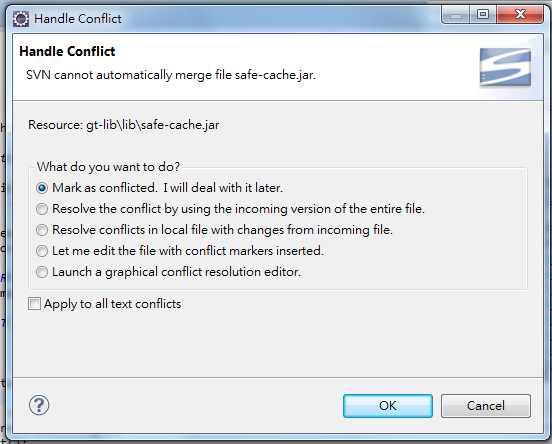 Handle Conflict
Handle Conflict
SVN cannot automatically merge file safe-cache.jar.
Resource: gt-lib\lib\safe-cache.jar
What do you want to do?
Mark as conflicted. I will deal with it later.
Resolve the conflict by using the incoming version of the entire file.
Resolve conflicts in local file with changes from incoming file.
Let me edit the file with conflict markers inserted.
Launch a graphical conflict resolution editor.
Apply to all text conflicts
?
OK
Cancel